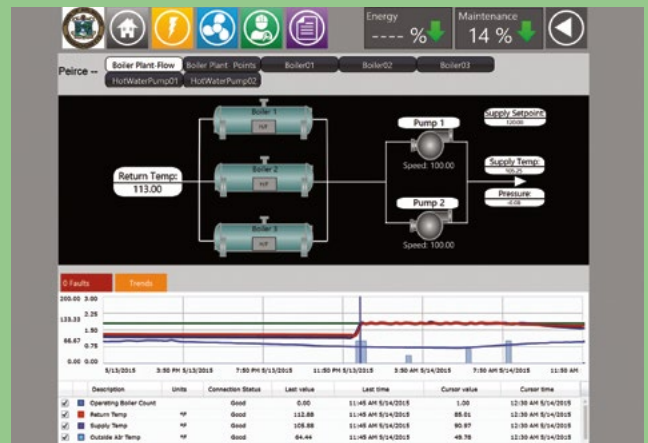 Energy Maintenance
---- % 14 %
Peirce -- Boiler Plant-Flow Boiler Plant- Points Boiler01 Boiler02 Boiler03
HotWaterPump01 HotWaterPump02
Boiler 1
H/P
Pump 1
Supply Setpoint:
120.00
Boiler 2
H/P
Speed: 100.00
Return Temp:
113.00
Supply Temp:
105.25
Pressure:
-0.08
Pump 2
Boiler 3
H/P
Speed: 100.00
0 Faults Trends
200.00 3.00
133.33 2.25
1.50
66.67 0.75
0.00 0.00
5/13/2015 3:50 PM 5/13/2015 7:50 PM 5/13/2015 11:50 PM 5/13/2015 3:50 AM 5/14/2015 7:50 AM 5/14/2015 11:50 AM
Description Units Connection Status Last value Last time Cursor value Cursor time
Operating Boiler Count Good 0.00 11:45 AM 5/14/2015 1.00 12:30 AM 5/14/2015
Return Temp °F Good 112.88 11:45 AM 5/14/2015 85.01 12:30 AM 5/14/2015
Supply Temp °F Good 105.88 11:45 AM 5/14/2015 90.97 12:30 AM 5/14/2015
Outside Air Temp °F Good 64.44 11:45 AM 5/14/2015 49.78 12:30 AM 5/14/2015